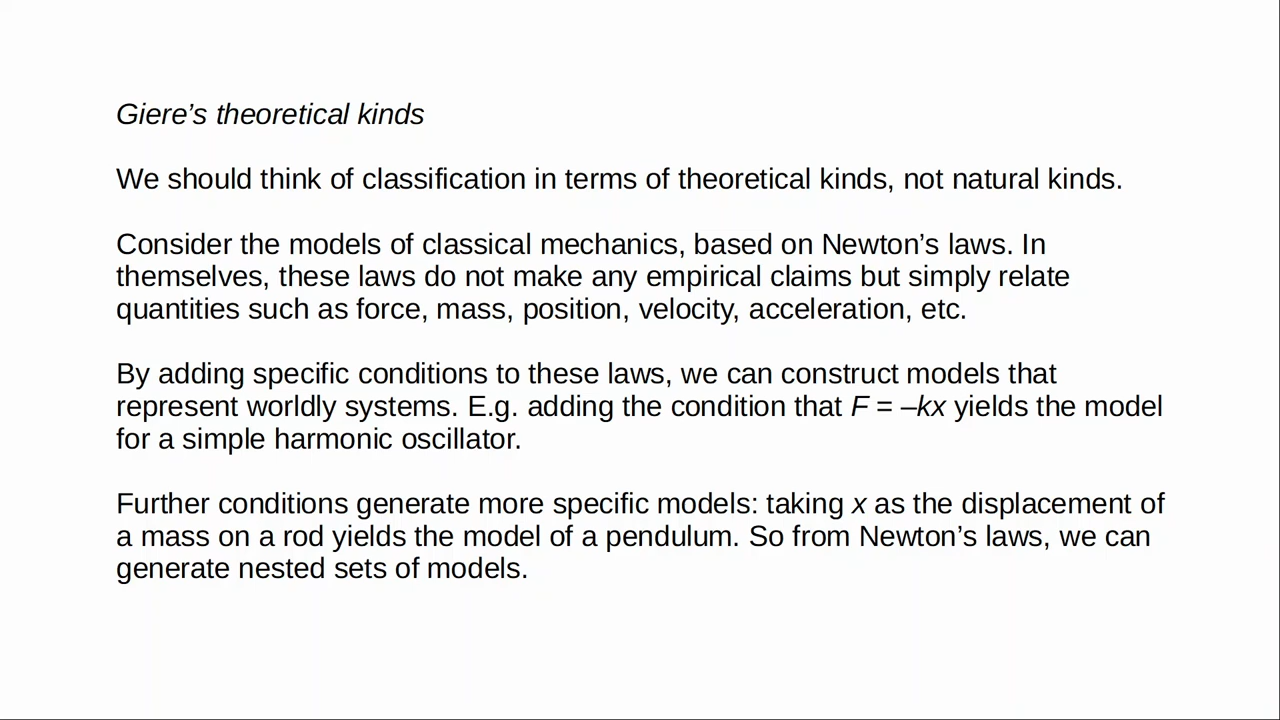 Giere’s theoretical kinds
We should think of classification in terms of theoretical kinds, not natural kinds.
Consider the models of classical mechanics, based on Newton’s laws. In
themselves, these laws do not make any empirical claims but simply relate
quantities such as force, mass, position, velocity, acceleration, etc.
By adding specific conditions to these laws, we can construct models that
represent worldly systems. E.g. adding the condition that F = –kx yields the model
for a simple harmonic oscillator.
Further conditions generate more specific models: taking x as the displacement of
a mass on a rod yields the model of a pendulum. So from Newton’s laws, we can
generate nested sets of models.